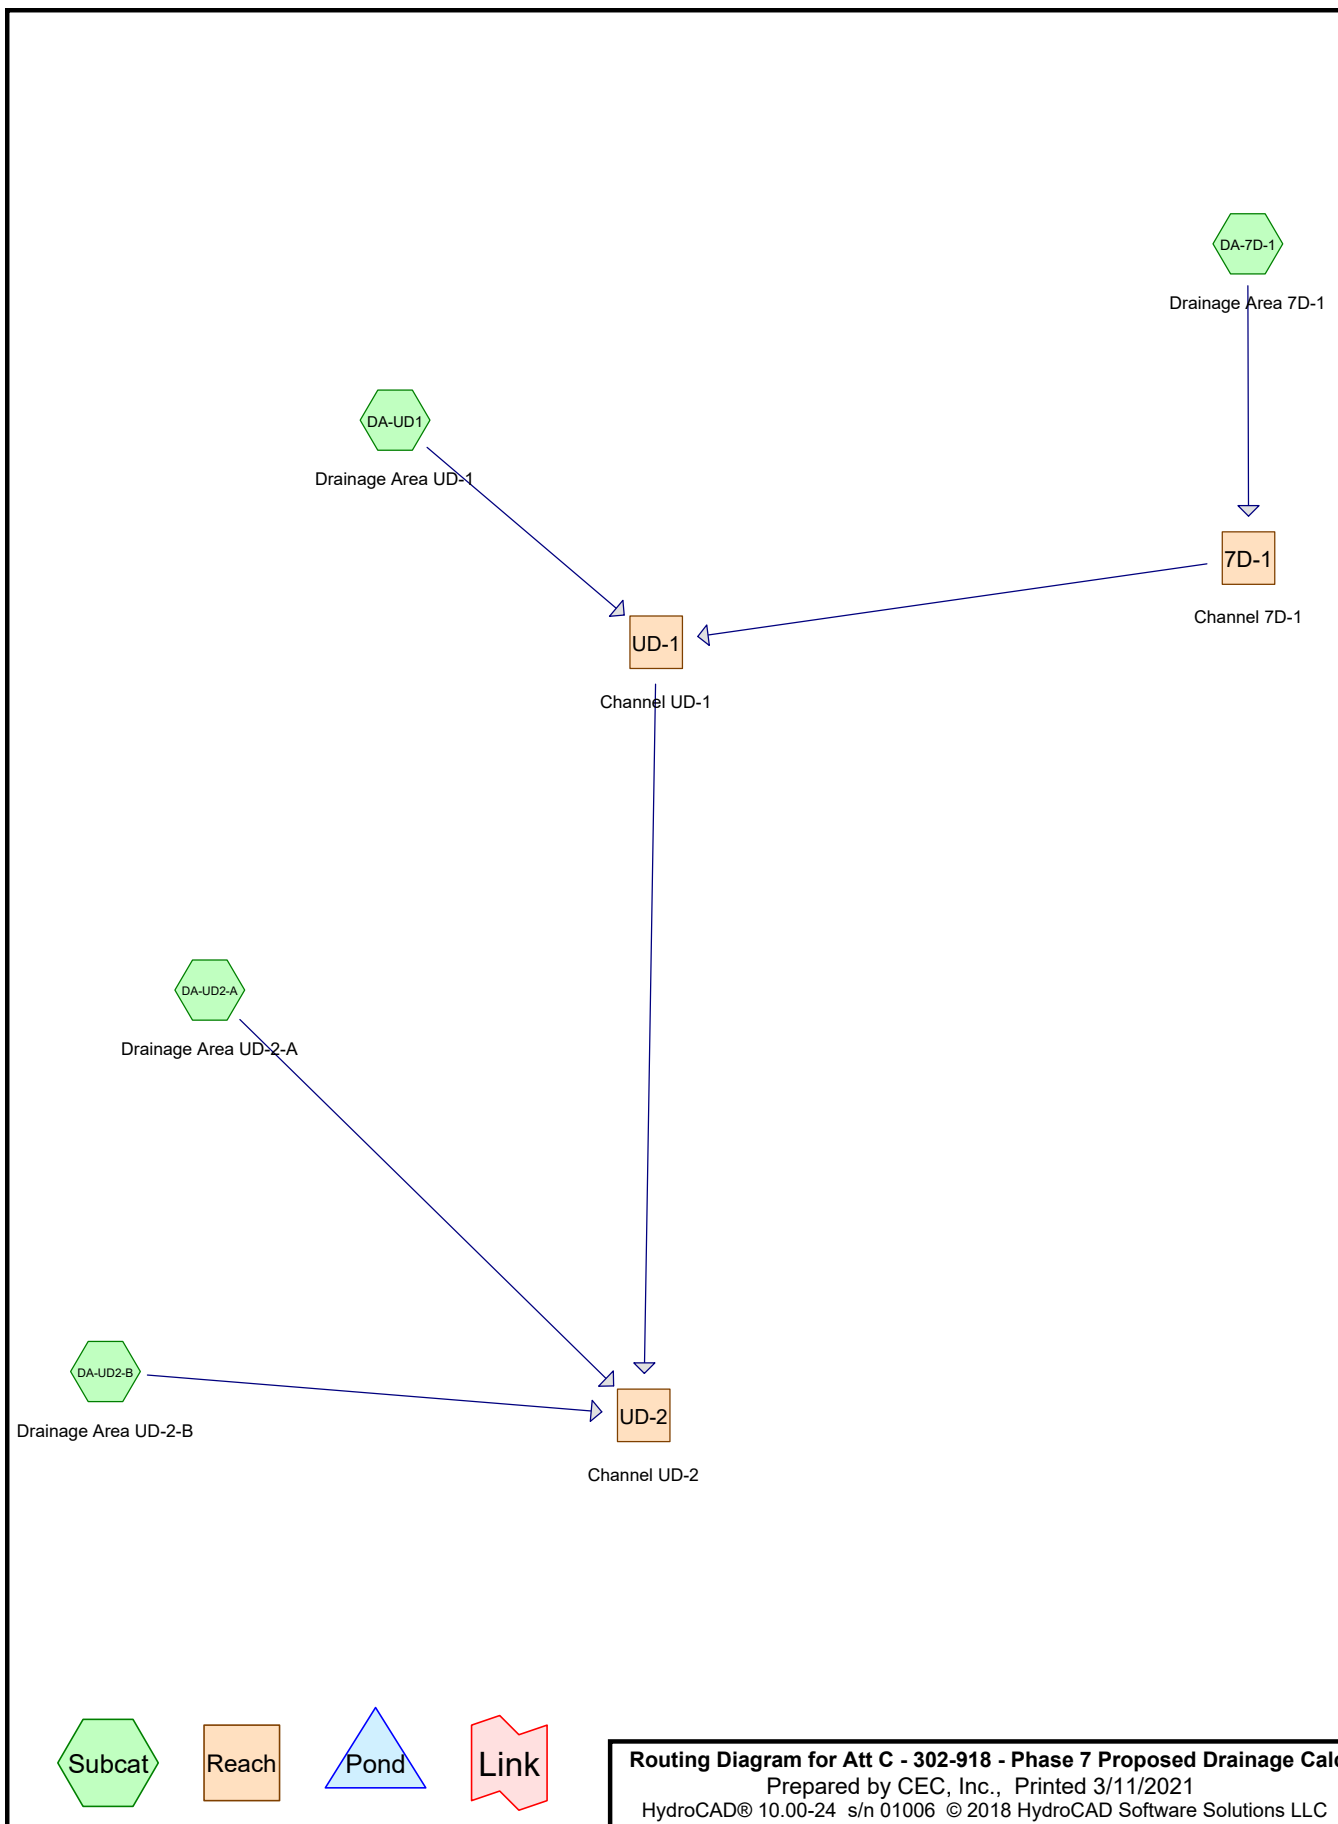 DA-7D-1
Drainage Area 7D-1
DA-UD1
Drainage Area UD-1
7D-1
Channel 7D-1
UD-1
Channel UD-1
DA-UD2-A
Drainage Area UD-2-A
DA-UD2-B
Drainage Area UD-2-B
UD-2
Channel UD-2
Subcat
Reach
Pond
Link
Routing Diagram for Att C - 302-918 - Phase 7 Proposed Drainage Calc
Prepared by CEC, Inc., Printed 3/11/2021
HydroCAD® 10.00-24 s/n 01006 © 2018 HydroCAD Software Solutions LLC